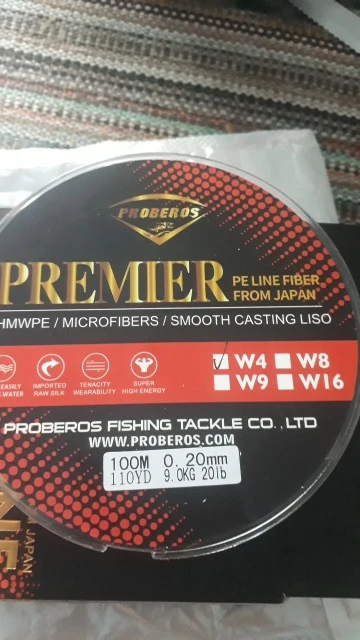 PROBEROS
PREMIER
PE LINE FIBER
FROM JAPAN
HMWPE / MICROFIBERS / SMOOTH CASTING LISO
EASILY
WATER
IMPORTED
RAW SILK
TENACITY
WEARABILITY
SUPER
HIGH ENERGY
W4 W8
W9 W16
PROBEROS FISHING TACKLE CO.,LTD
WWW.PROBEROS.COM
100M 0.20mm
110YD 9.0KG 20lb
JAPAN